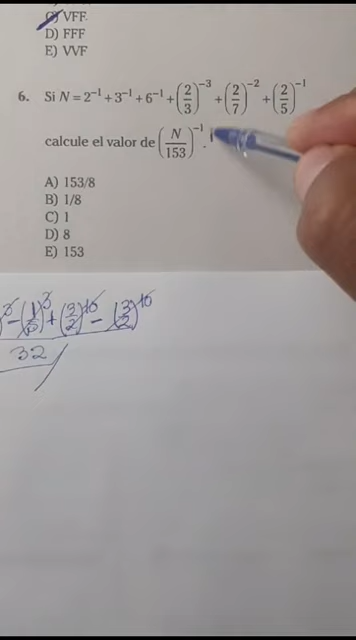 C) VFF
D) FFF
E) VVF
6. Si N = 2⁻¹ + 3⁻¹ + 6⁻¹ + (2/3)⁻³ + (2/7)⁻² + (2/5)⁻¹
calcule el valor de (N/153)⁻¹.
A) 153/8
B) 1/8
C) 1
D) 8
E) 153
32